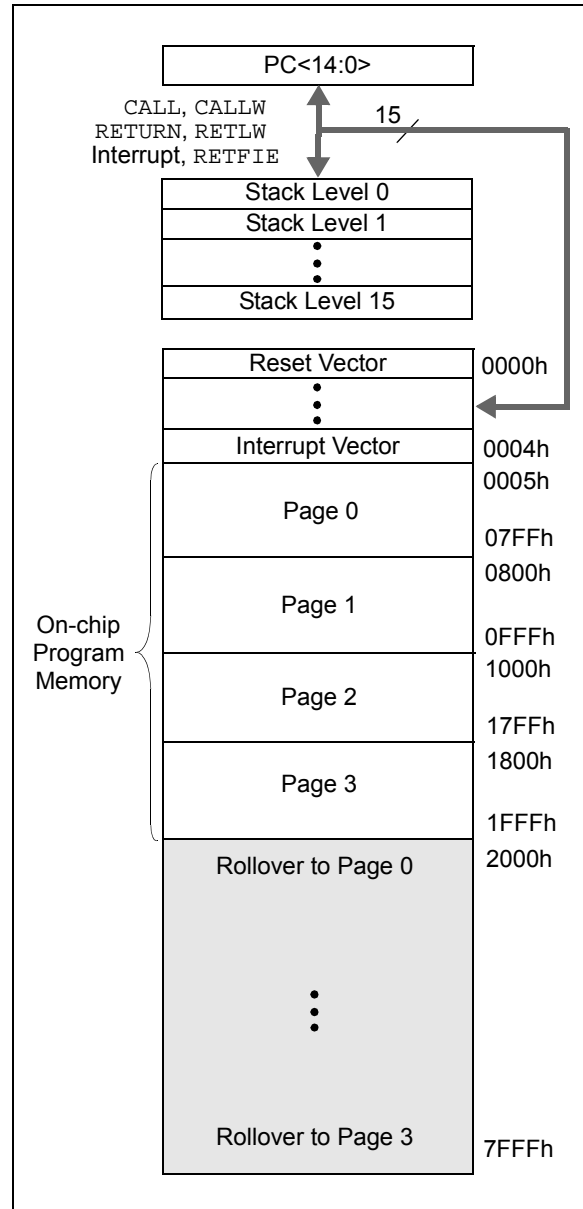 PC<14:0>
CALL, CALLW
RETURN, RETLW
Interrupt, RETFIE
15
Stack Level 0
Stack Level 1
Stack Level 15
Reset Vector
0000h
Interrupt Vector
0004h
0005h
Page 0
07FFh
0800h
Page 1
0FFFh
On-chip
Program
Memory
1000h
Page 2
17FFh
1800h
Page 3
1FFFh
2000h
Rollover to Page 0
Rollover to Page 3
7FFFh